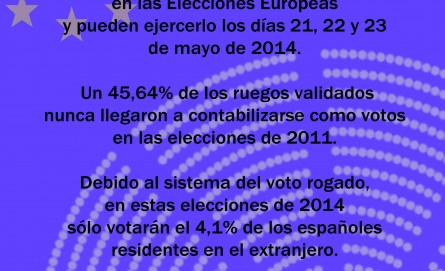 en las Elecciones Europeas
y pueden ejercerlo los días 21, 22 y 23
de mayo de 2014.
Un 45,64% de los ruegos validados
nunca llegaron a contabilizarse como votos
en las elecciones de 2011.
Debido al sistema del voto rogado,
en estas elecciones de 2014
sólo votarán el 4,1% de los españoles
residentes en el extranjero.